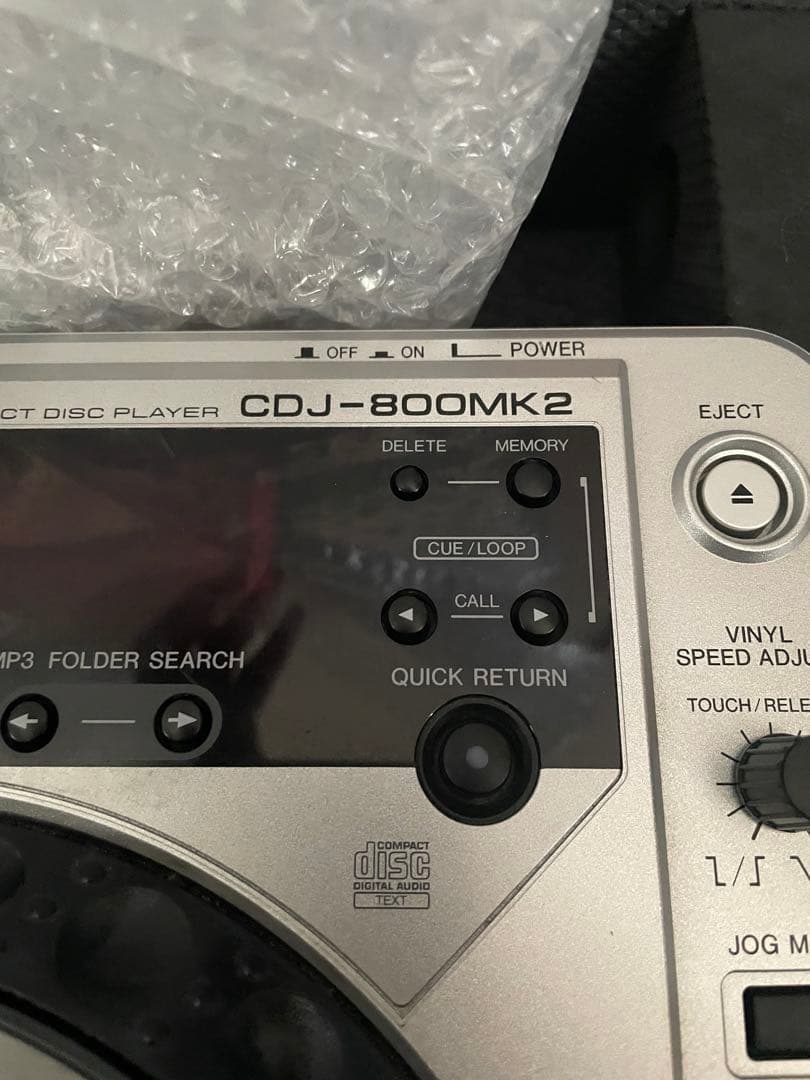 OFF ON POWER
CT DISC PLAYER CDJ-800MK2
EJECT
DELETE MEMORY
CUE/LOOP
CALL
VINYL
SPEED ADJU
MP3 FOLDER SEARCH
QUICK RETURN
TOUCH/RELE
COMPACT
disc
DIGITAL AUDIO
TEXT
JOG M